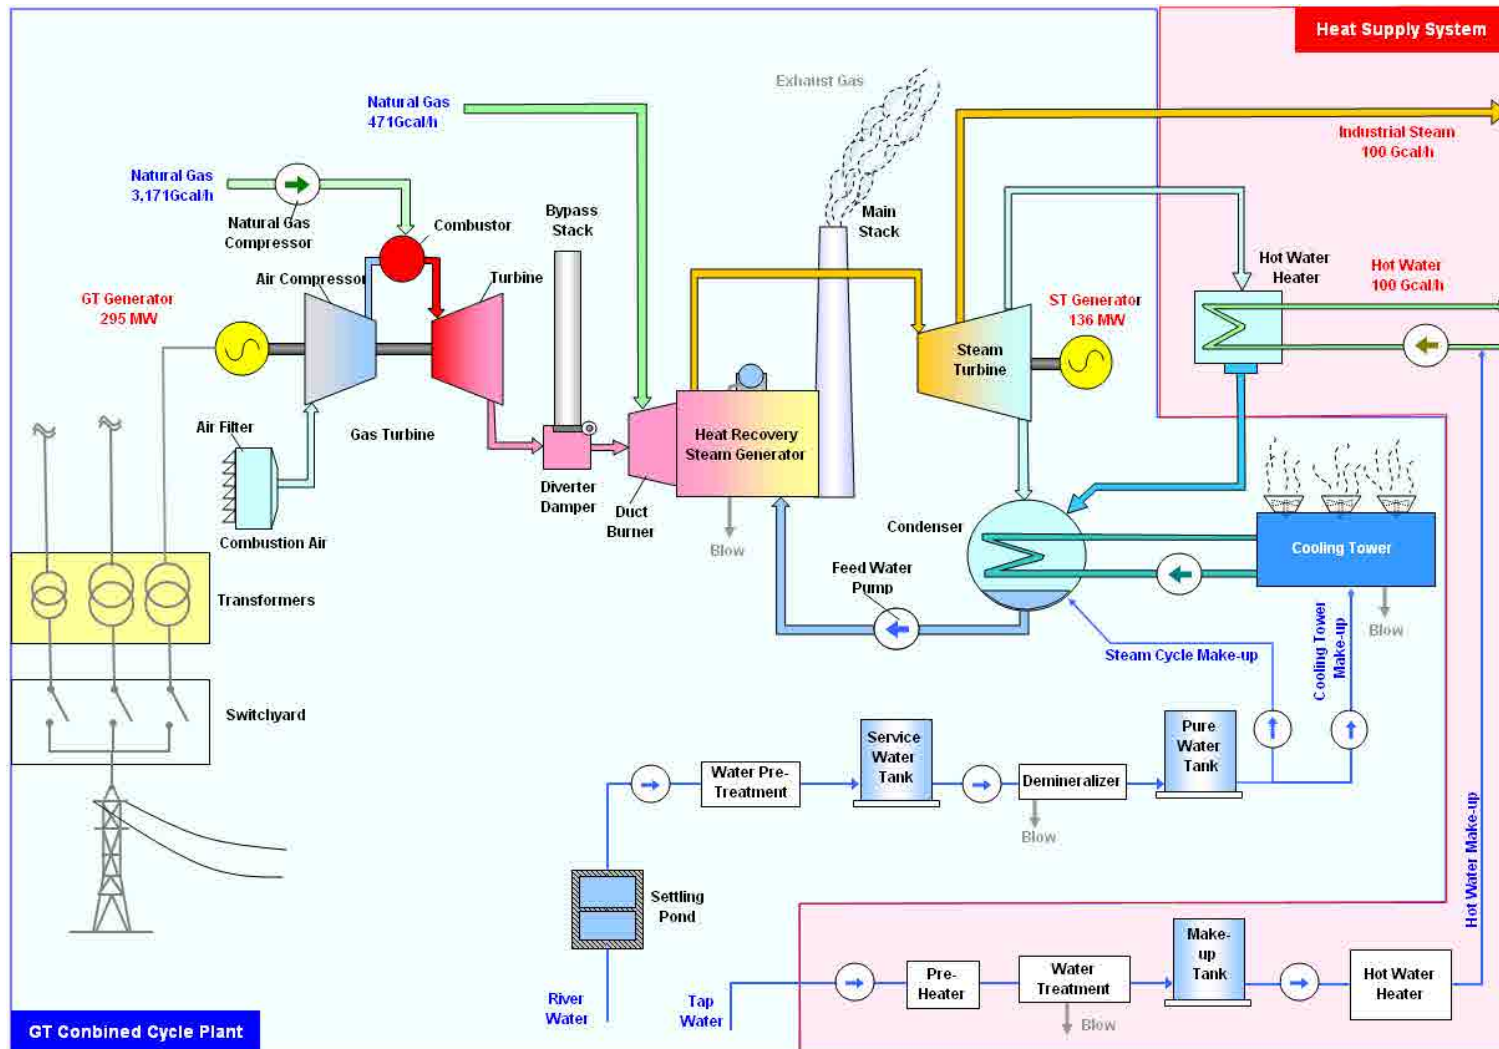 Heat Supply System
Exhaust Gas
Natural Gas
471Gcal/h
Industrial Steam
100 Gcal/h
Natural Gas
3,171Gcal/h
Natural Gas
Compressor
Combustor
Bypass
Stack
Main
Stack
Air Compressor
Turbine
Hot Water
Heater
Hot Water
100 Gcal/h
GT Generator
295 MW
ST Generator
136 MW
Steam
Turbine
Air Filter
Gas Turbine
Heat Recovery
Steam Generator
Diverter
Damper
Duct
Burner
Combustion Air
Blow
Condenser
Cooling Tower
Feed Water
Pump
Transformers
Blow
Steam Cycle Make-up
Cooling Tower
Make-up
Switchyard
Service
Water
Tank
Pure
Water
Tank
Water Pre-
Treatment
Demineralizer
Blow
Hot Water Make-up
Settling
Pond
Make-
up
Tank
Pre-
Heater
Water
Treatment
Hot Water
Heater
River
Water
Tap
Water
Blow
GT Conbined Cycle Plant